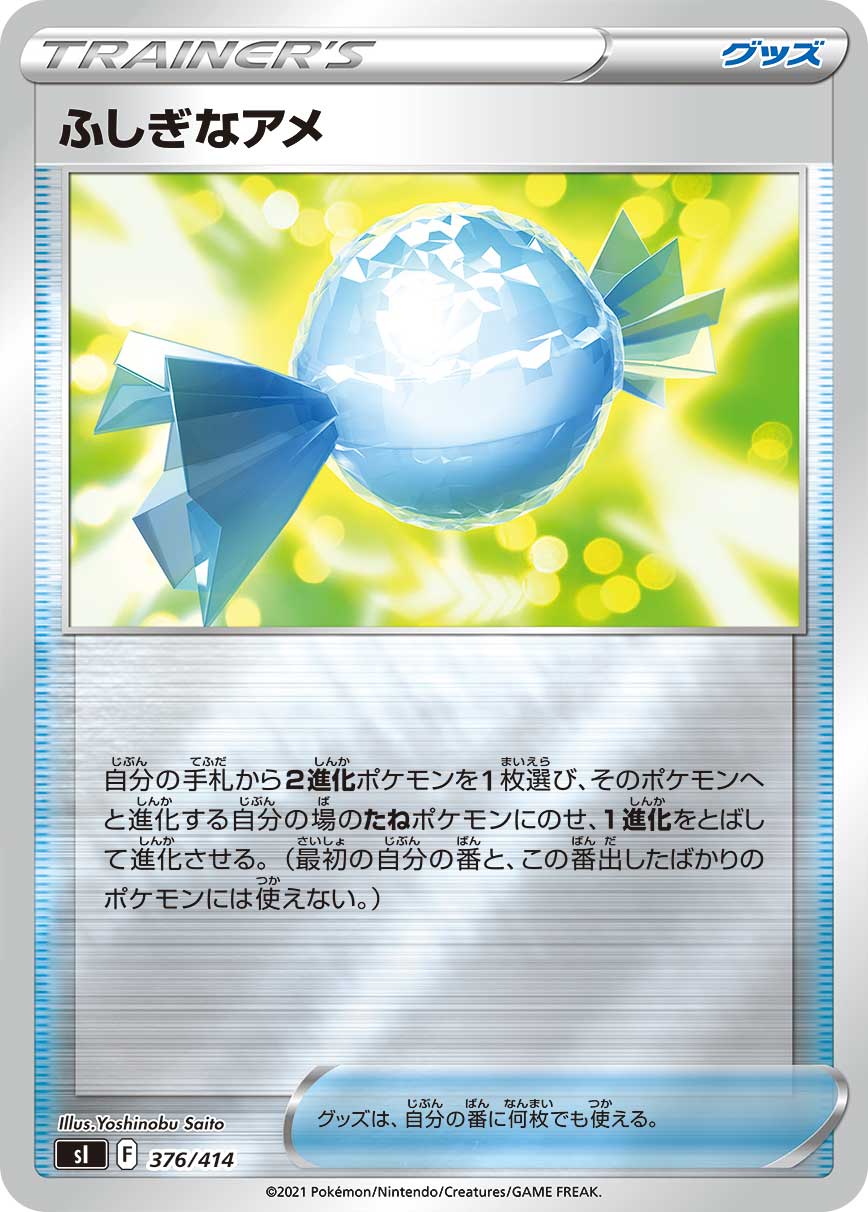 TRAINER'S
グッズ
ふしぎなアメ
自分の手札から2進化ポケモンを1枚選び、そのポケモンへ
と進化する自分の場のたねポケモンにのせ、1進化をとばし
て進化させる。（最初の自分の番と、この番出したばかりの
ポケモンには使えない。）
グッズは、自分の番に何枚でも使える。
Illus.Yoshinobu Saito
sI F 376/414
©2021 Pokémon/Nintendo/Creatures/GAME FREAK.